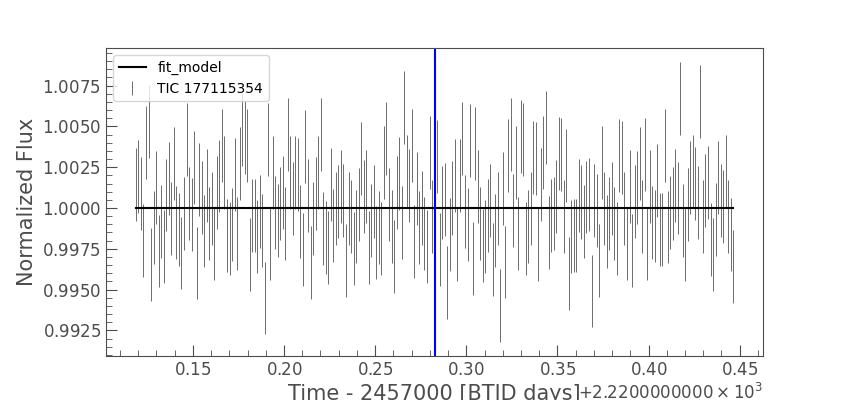 fit_model
TIC 177115354
1.0075
1.0050
1.0025
1.0000
0.9975
0.9950
0.9925
Normalized Flux
0.15 0.20 0.25 0.30 0.35 0.40 0.45
Time - 2457000 [BTJD days]
+2.2200000000×10³